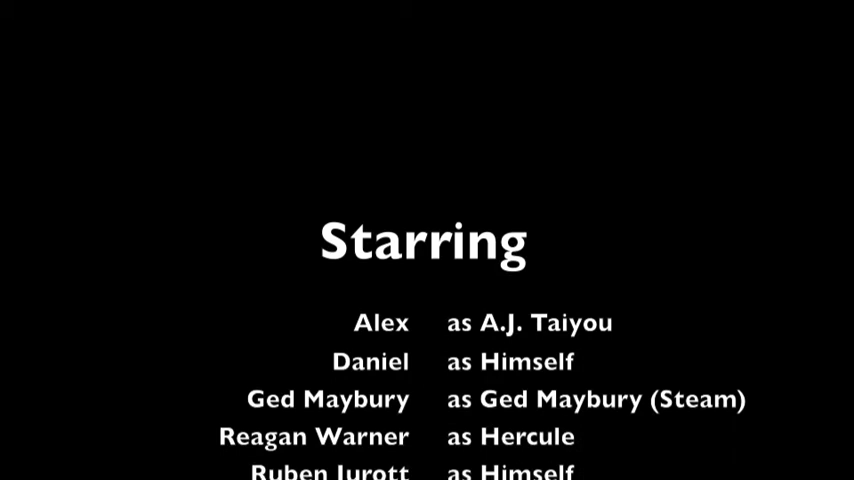 Starring
Alex as A.J. Taiyou
Daniel as Himself
Ged Maybury as Ged Maybury (Steam)
Reagan Warner as Hercule
Ruben Jurott as Himself